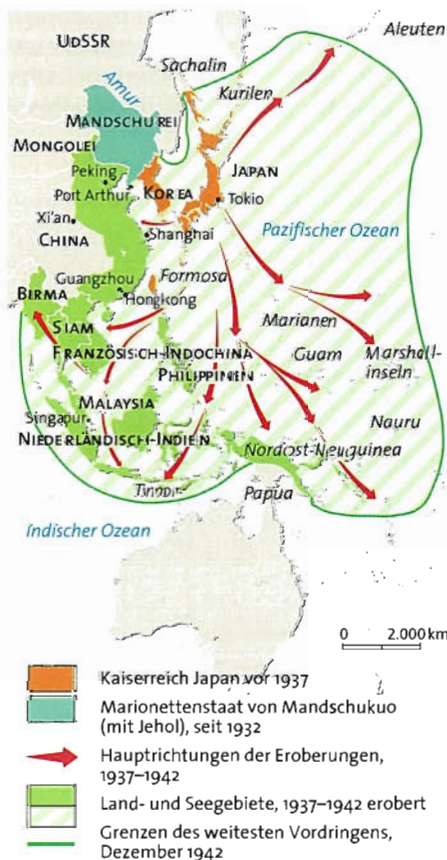 Aleuten
UdSSR
Sachalin
Amur
Kurilen
MANDSCHUREI
MONGOLEI
Peking
JAPAN
Port Arthur
KOREA
Tokio
Xi'an
Shanghai
Pazifischer Ozean
CHINA
Guangzhou
Formosa
BIRMA
Hongkong
SIAM
Marianen
FRANZÖSISCH-INDOCHINA
Guam
Marshall-
inseln
PHILIPPINEN
MALAYSIA
Nauru
Singapur
NIEDERLÄNDISCH-INDIEN
Nordost-Neuguinea
Timor
Papua
Indischer Ozean
0 2.000 km
Kaiserreich Japan vor 1937
Marionettenstaat von Mandschukuo
(mit Jehol), seit 1932
Hauptrichtungen der Eroberungen,
1937–1942
Land- und Seegebiete, 1937–1942 erobert
Grenzen des weitesten Vordringens,
Dezember 1942